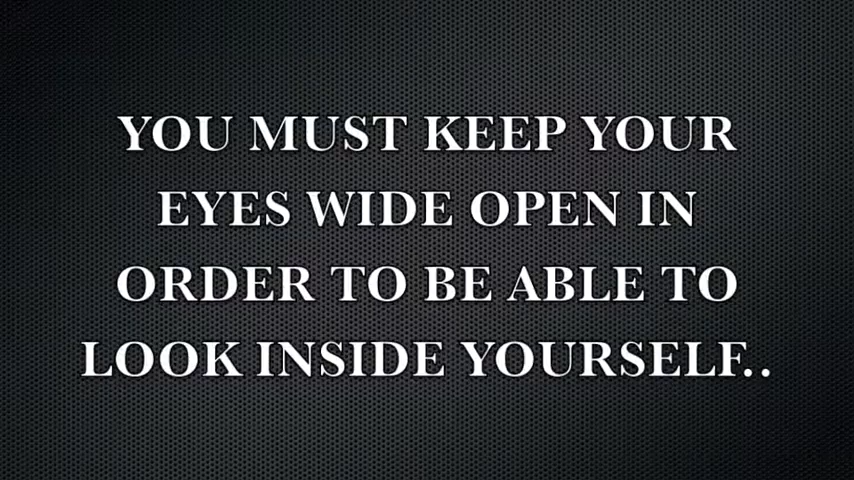 YOU MUST KEEP YOUR
EYES WIDE OPEN IN
ORDER TO BE ABLE TO
LOOK INSIDE YOURSELF..